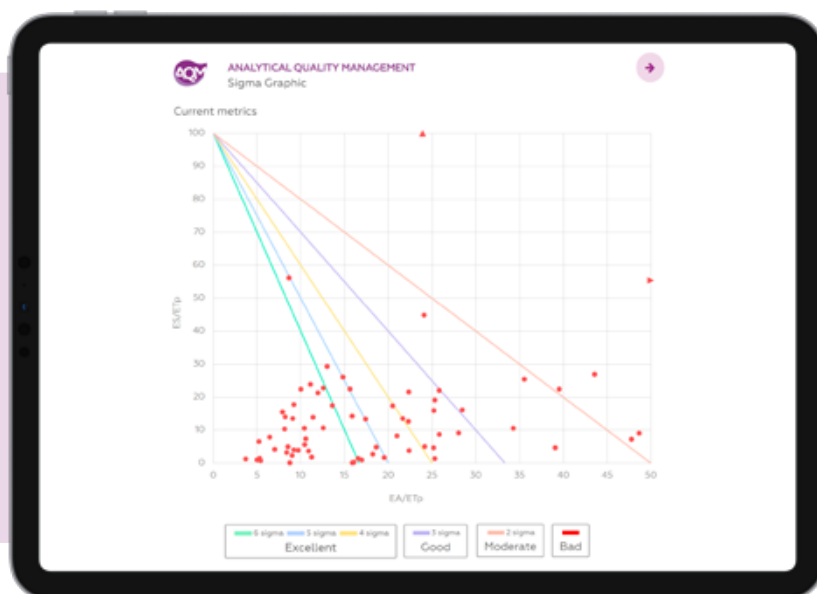 AQM
ANALYTICAL QUALITY MANAGEMENT
Sigma Graphic
Current metrics
100
90
80
70
60
50
40
30
20
10
0
ES/ETp
0 5 10 15 20 25 30 35 40 45 50
EA/ETp
6 sigma 5 sigma 4 sigma
Excellent
3 sigma
Good
2 sigma
Moderate
Bad